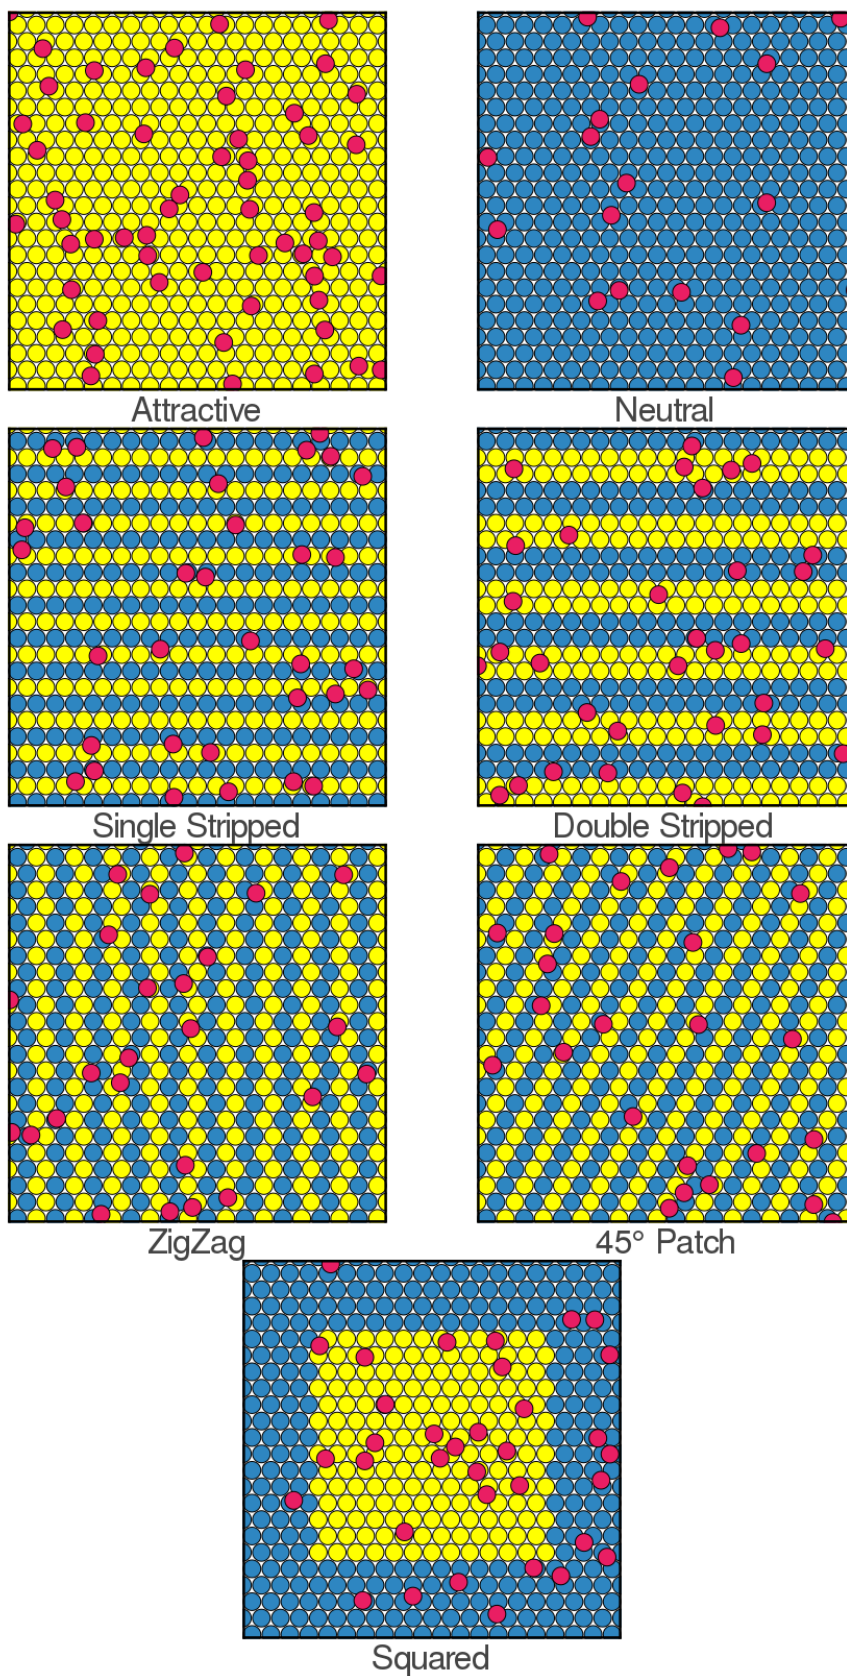 Attractive
Neutral
Single Stripped
Double Stripped
ZigZag
45° Patch
Squared